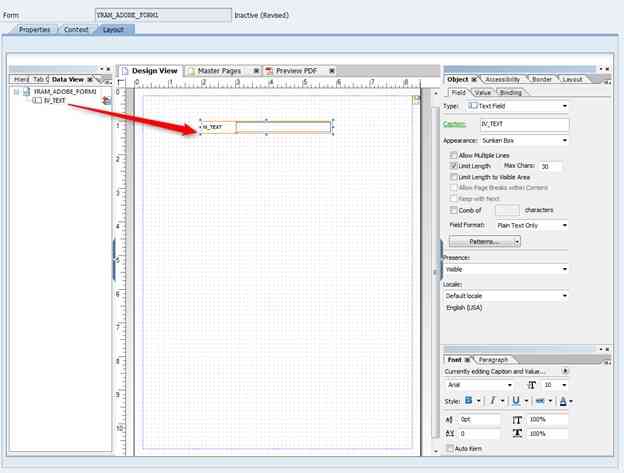 Form YRAM_ADOBE_FORM1 Inactive (Revised)
Properties Context Layout
Hierar Tab O Data View
YRAM_ADOBE_FORM1
IV_TEXT
Design View Master Pages Preview PDF
0 1 2 3 4 5 6 7 8
0
1
2
3
4
5
6
7
8
9
10
IV_TEXT
Object Accessibility Border Layout
Field Value Binding
Type: Text Field
Caption: IV_TEXT
Appearance: Sunken Box
Allow Multiple Lines
Limit Length Max Chars: 30
Limit Length to Visible Area
Allow Page Breaks within Content
Keep with Next
Comb of characters
Field Format: Plain Text Only
Patterns...
Presence:
Visible
Locale:
Default locale
English (USA)
Font Paragraph
Currently editing Caption and Value...
Arial T 10
Style: B I U abc A
0pt 100%
0 100%
Auto Kern